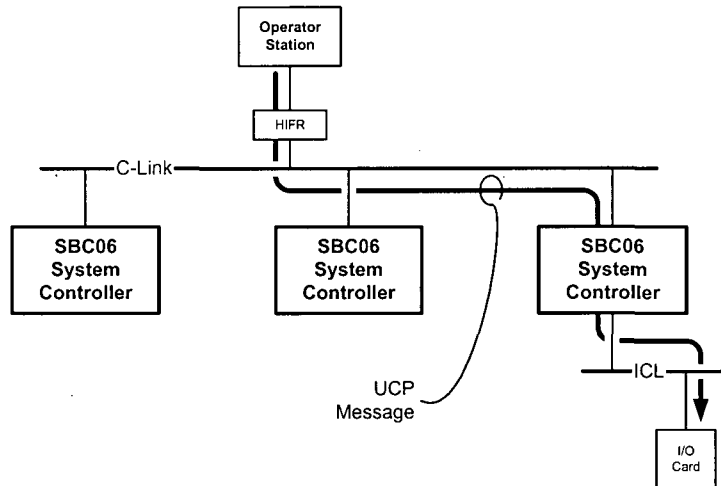 Operator
Station
HIFR
C-Link
SBC06
System
Controller
SBC06
System
Controller
SBC06
System
Controller
UCP
Message
ICL
I/O
Card